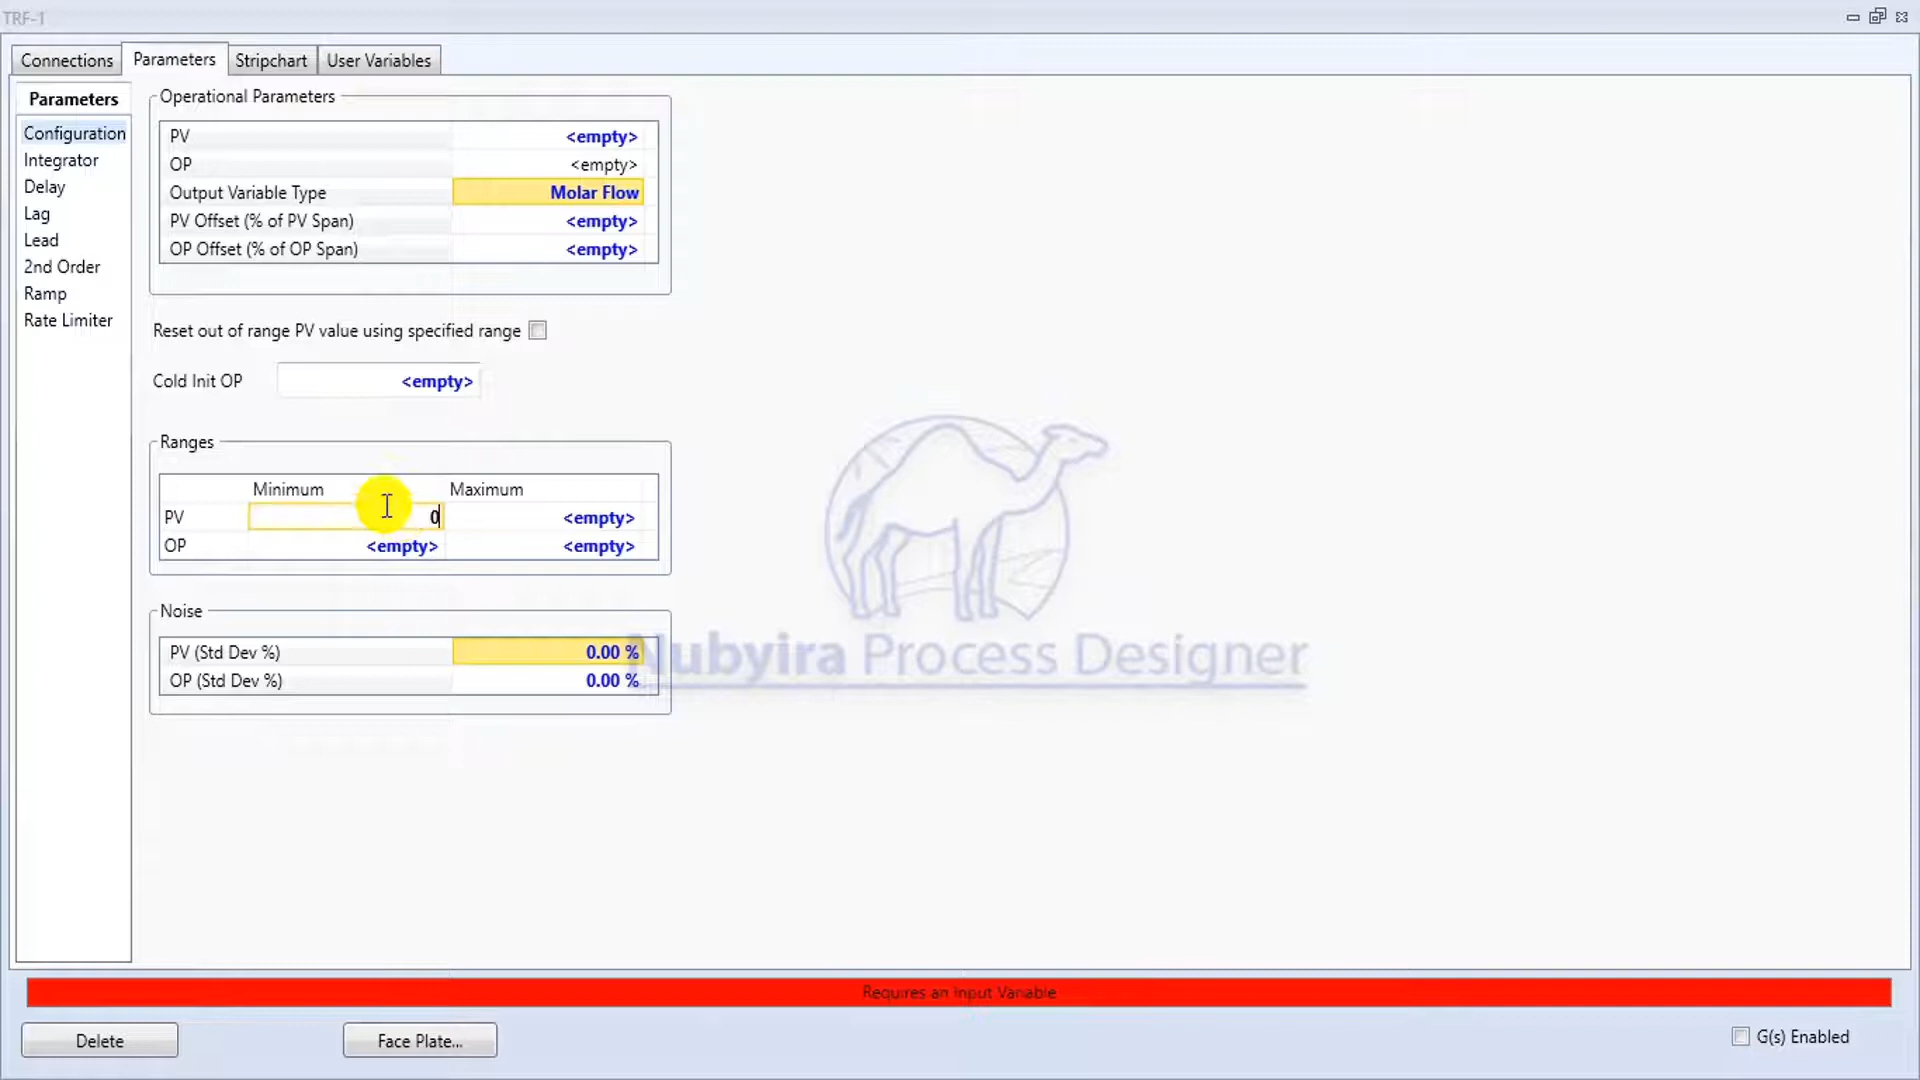 TRF-1
Connections Parameters Stripchart User Variables
Parameters
Configuration
Integrator
Delay
Lag
Lead
2nd Order
Ramp
Rate Limiter
Operational Parameters
PV <empty>
OP <empty>
Output Variable Type Molar Flow
PV Offset (% of PV Span) <empty>
OP Offset (% of OP Span) <empty>
Reset out of range PV value using specified range
Cold Init OP <empty>
Ranges
Minimum Maximum
PV 0 <empty>
OP <empty> <empty>
Noise
PV (Std Dev %) 0.00 %
OP (Std Dev %) 0.00 %
Nubyira Process Designer
Requires an Input Variable
Delete Face Plate... G(s) Enabled